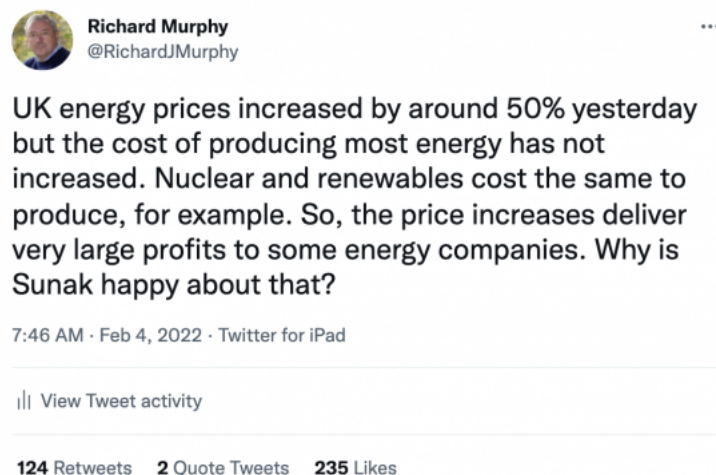 Richard Murphy
@RichardJMurphy
UK energy prices increased by around 50% yesterday
but the cost of producing most energy has not
increased. Nuclear and renewables cost the same to
produce, for example. So, the price increases deliver
very large profits to some energy companies. Why is
Sunak happy about that?
7:46 AM · Feb 4, 2022 · Twitter for iPad
View Tweet activity
124 Retweets 2 Quote Tweets 235 Likes